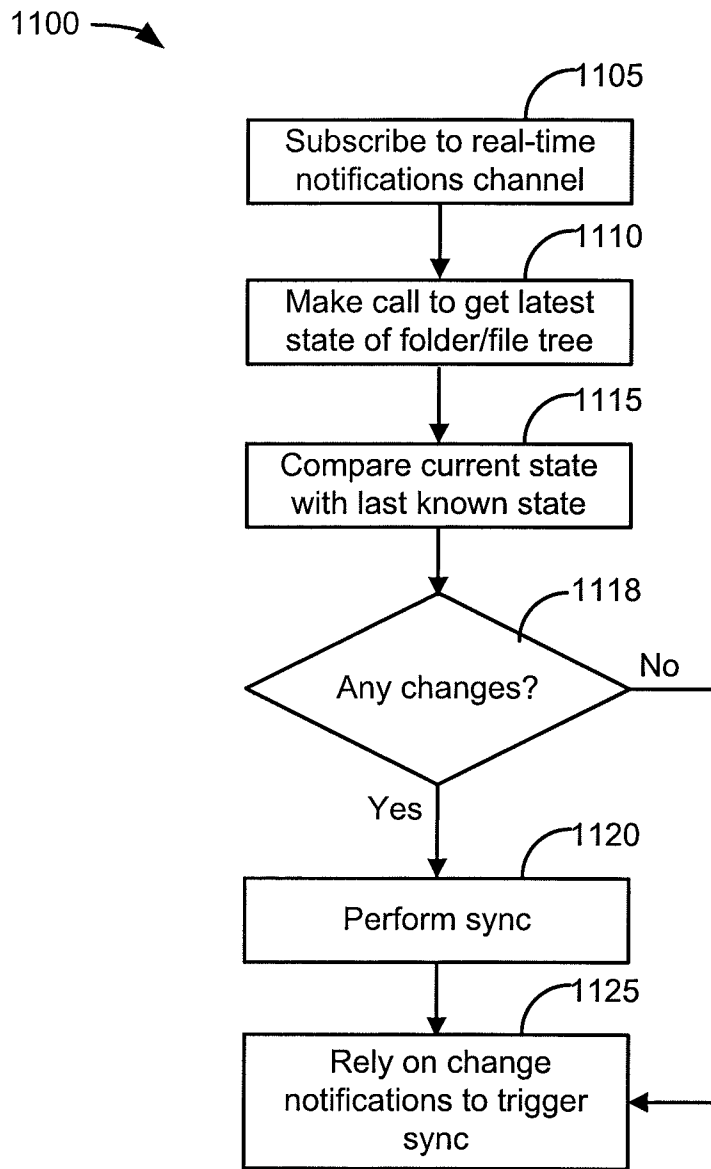 1100
1105
Subscribe to real-time
notifications channel
1110
Make call to get latest
state of folder/file tree
1115
Compare current state
with last known state
1118
Any changes?
No
Yes
1120
Perform sync
1125
Rely on change
notifications to trigger
sync